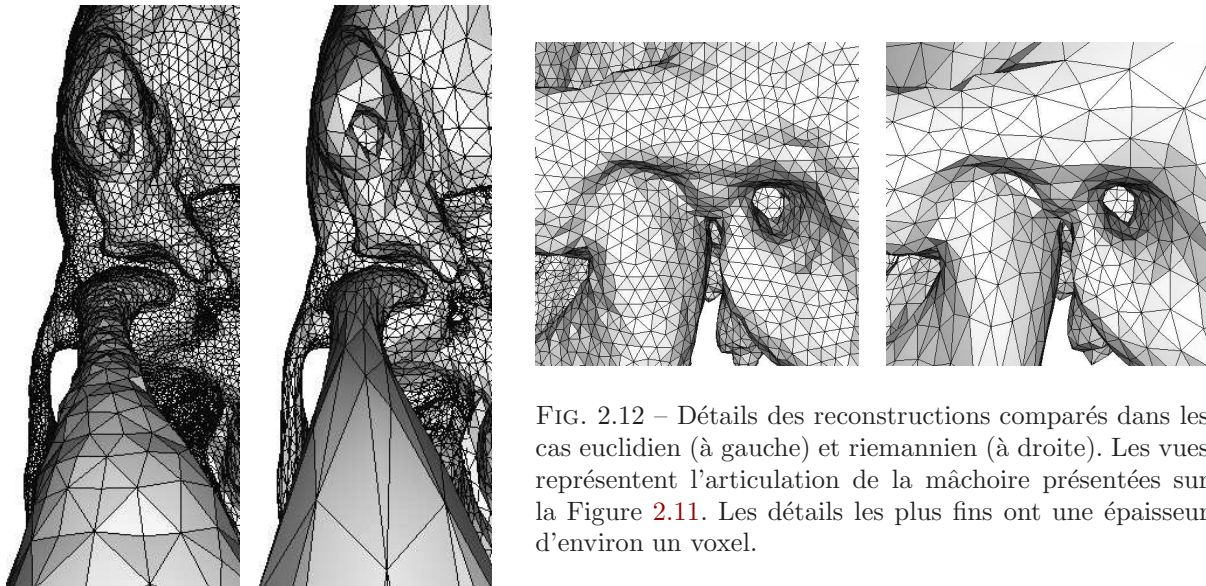 FIG. 2.12 – Détails des reconstructions comparés dans les
cas euclidien (à gauche) et riemannien (à droite). Les vues
représentent l'articulation de la mâchoire présentées sur
la Figure 2.11. Les détails les plus fins ont une épaisseur
d'environ un voxel.